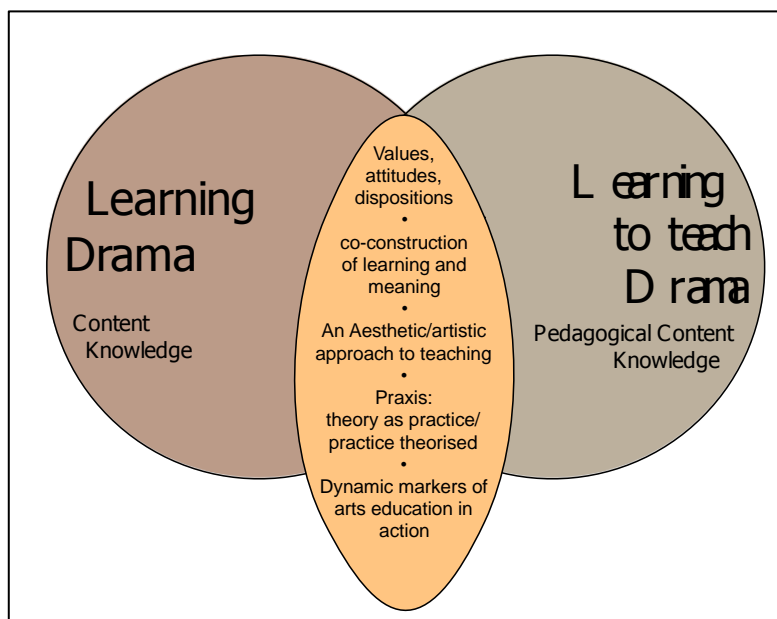 Learning
Drama
Content
Knowledge
Values,
attitudes,
dispositions
•
co-construction
of learning and
meaning
•
An Aesthetic/artistic
approach to teaching
•
Praxis:
theory as practice/
practice theorised
•
Dynamic markers of
arts education in
action
Learning
to teach
Drama
Pedagogical Content
Knowledge